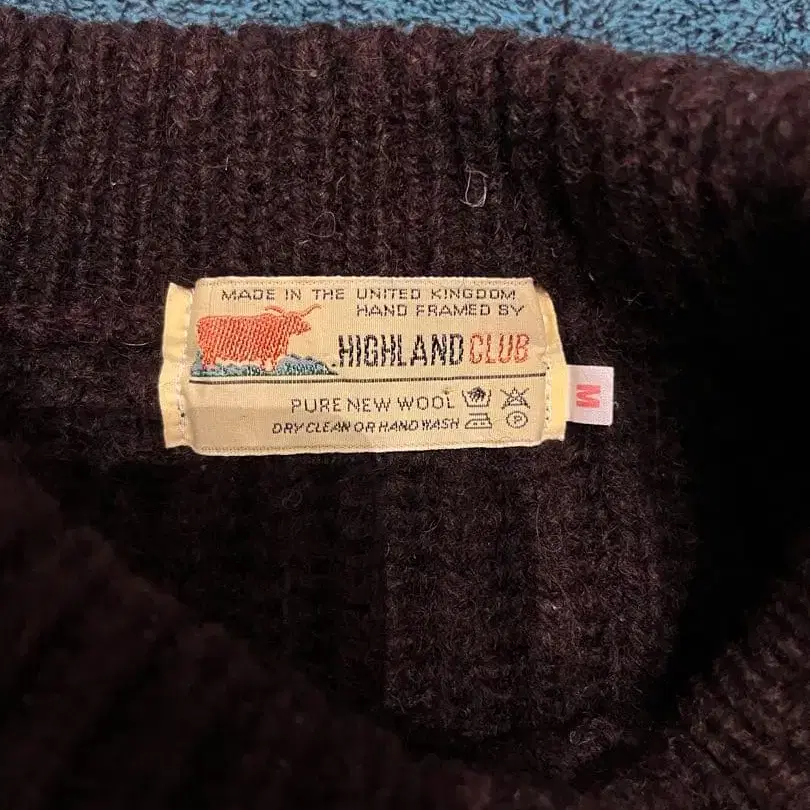 MADE IN THE UNITED KINGDOM
HAND FRAMED BY
HIGHLAND CLUB
PURE NEW WOOL
DRY CLEAN OR HAND WASH
P
M